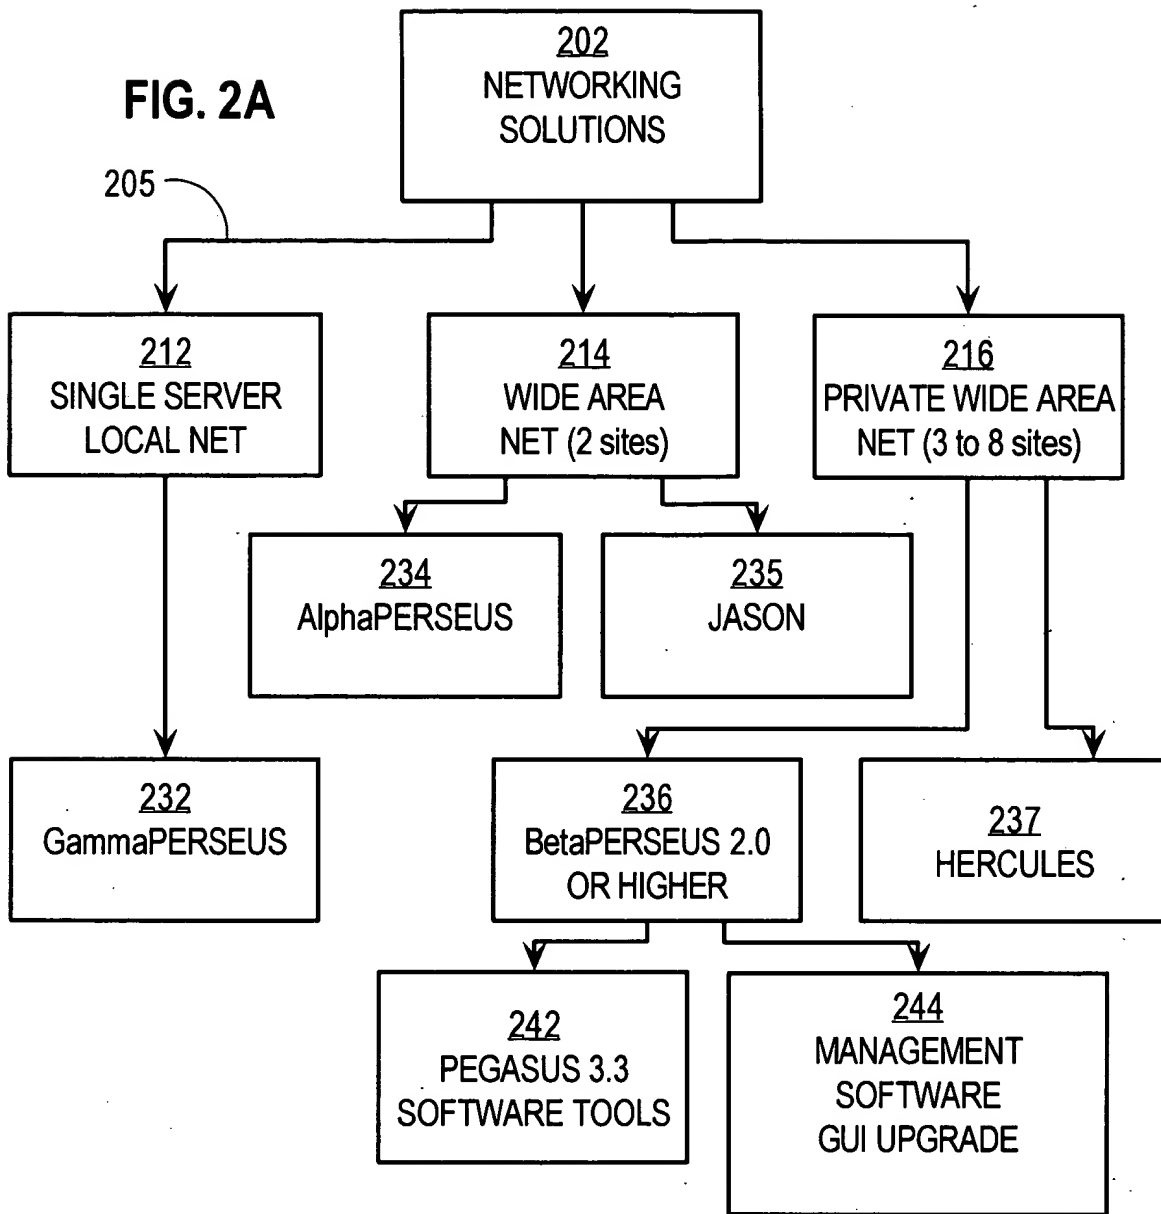 FIG. 2A
202
NETWORKING
SOLUTIONS
205
212
SINGLE SERVER
LOCAL NET
214
WIDE AREA
NET (2 sites)
216
PRIVATE WIDE AREA
NET (3 to 8 sites)
234
AlphaPERSEUS
235
JASON
232
GammaPERSEUS
236
BetaPERSEUS 2.0
OR HIGHER
237
HERCULES
242
PEGASUS 3.3
SOFTWARE TOOLS
244
MANAGEMENT
SOFTWARE
GUI UPGRADE